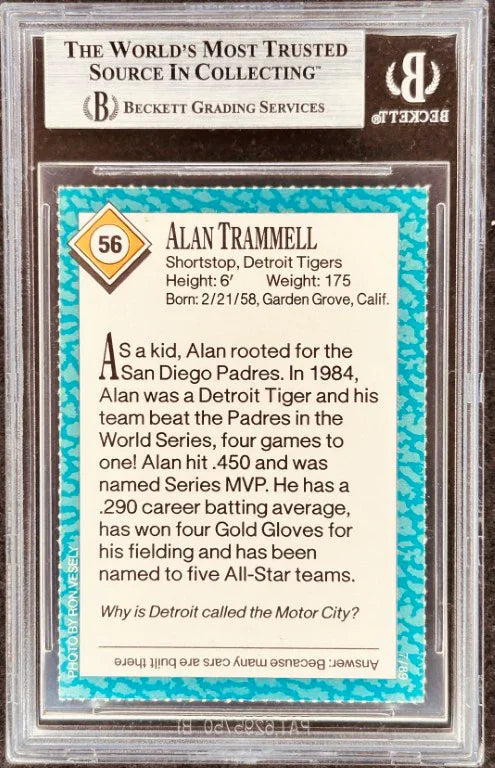 THE WORLD'S MOST TRUSTED
SOURCE IN COLLECTING™
B BECKETT GRADING SERVICES
B
BECKETT®
56
ALAN TRAMMELL
Shortstop, Detroit Tigers
Height: 6′ Weight: 175
Born: 2/21/58, Garden Grove, Calif.
As a kid, Alan rooted for the
San Diego Padres. In 1984,
Alan was a Detroit Tiger and his
team beat the Padres in the
World Series, four games to
one! Alan hit .450 and was
named Series MVP. He has a
.290 career batting average,
has won four Gold Gloves for
his fielding and has been
named to five All-Star teams.
Why is Detroit called the Motor City?
Answer: Because many cars are built there
7/89
PHOTO BY RON VESELY